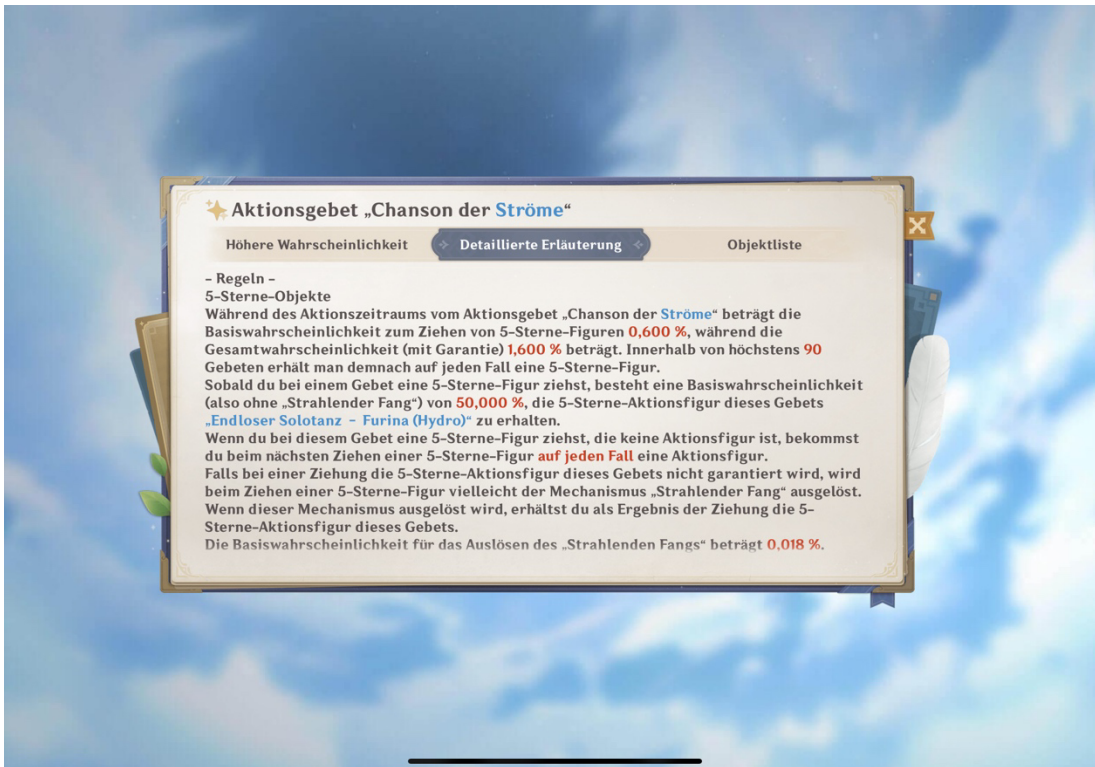 Aktionsgebet „Chanson der Ströme“
Höhere Wahrscheinlichkeit
Detaillierte Erläuterung
Objektliste
– Regeln –
5-Sterne-Objekte
Während des Aktionszeitraums vom Aktionsgebet „Chanson der Ströme“ beträgt die
Basiswahrscheinlichkeit zum Ziehen von 5-Sterne-Figuren 0,600 %, während die
Gesamtwahrscheinlichkeit (mit Garantie) 1,600 % beträgt. Innerhalb von höchstens 90
Gebeten erhält man demnach auf jeden Fall eine 5-Sterne-Figur.
Sobald du bei einem Gebet eine 5-Sterne-Figur ziehst, besteht eine Basiswahrscheinlichkeit
(also ohne „Strahlender Fang“) von 50,000 %, die 5-Sterne-Aktionsfigur dieses Gebets
„Endloser Solotanz – Furina (Hydro)“ zu erhalten.
Wenn du bei diesem Gebet eine 5-Sterne-Figur ziehst, die keine Aktionsfigur ist, bekommst
du beim nächsten Ziehen einer 5-Sterne-Figur auf jeden Fall eine Aktionsfigur.
Falls bei einer Ziehung die 5-Sterne-Aktionsfigur dieses Gebets nicht garantiert wird, wird
beim Ziehen einer 5-Sterne-Figur vielleicht der Mechanismus „Strahlender Fang“ ausgelöst.
Wenn dieser Mechanismus ausgelöst wird, erhältst du als Ergebnis der Ziehung die 5-
Sterne-Aktionsfigur dieses Gebets.
Die Basiswahrscheinlichkeit für das Auslösen des „Strahlenden Fangs“ beträgt 0,018 %.